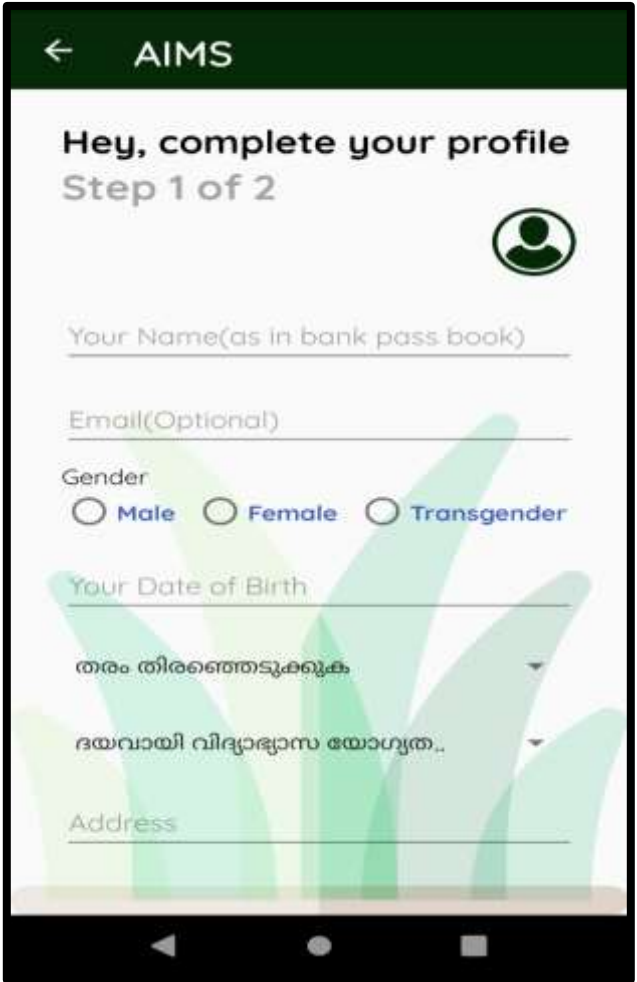 AIMS
Hey, complete your profile
Step 1 of 2
Your Name(as in bank pass book)
Email(Optional)
Gender
Male Female Transgender
Your Date of Birth
തരം തിരഞ്ഞെടുക്കുക
ദയവായി വിദ്യാഭ്യാസ യോഗ്യത..
Address